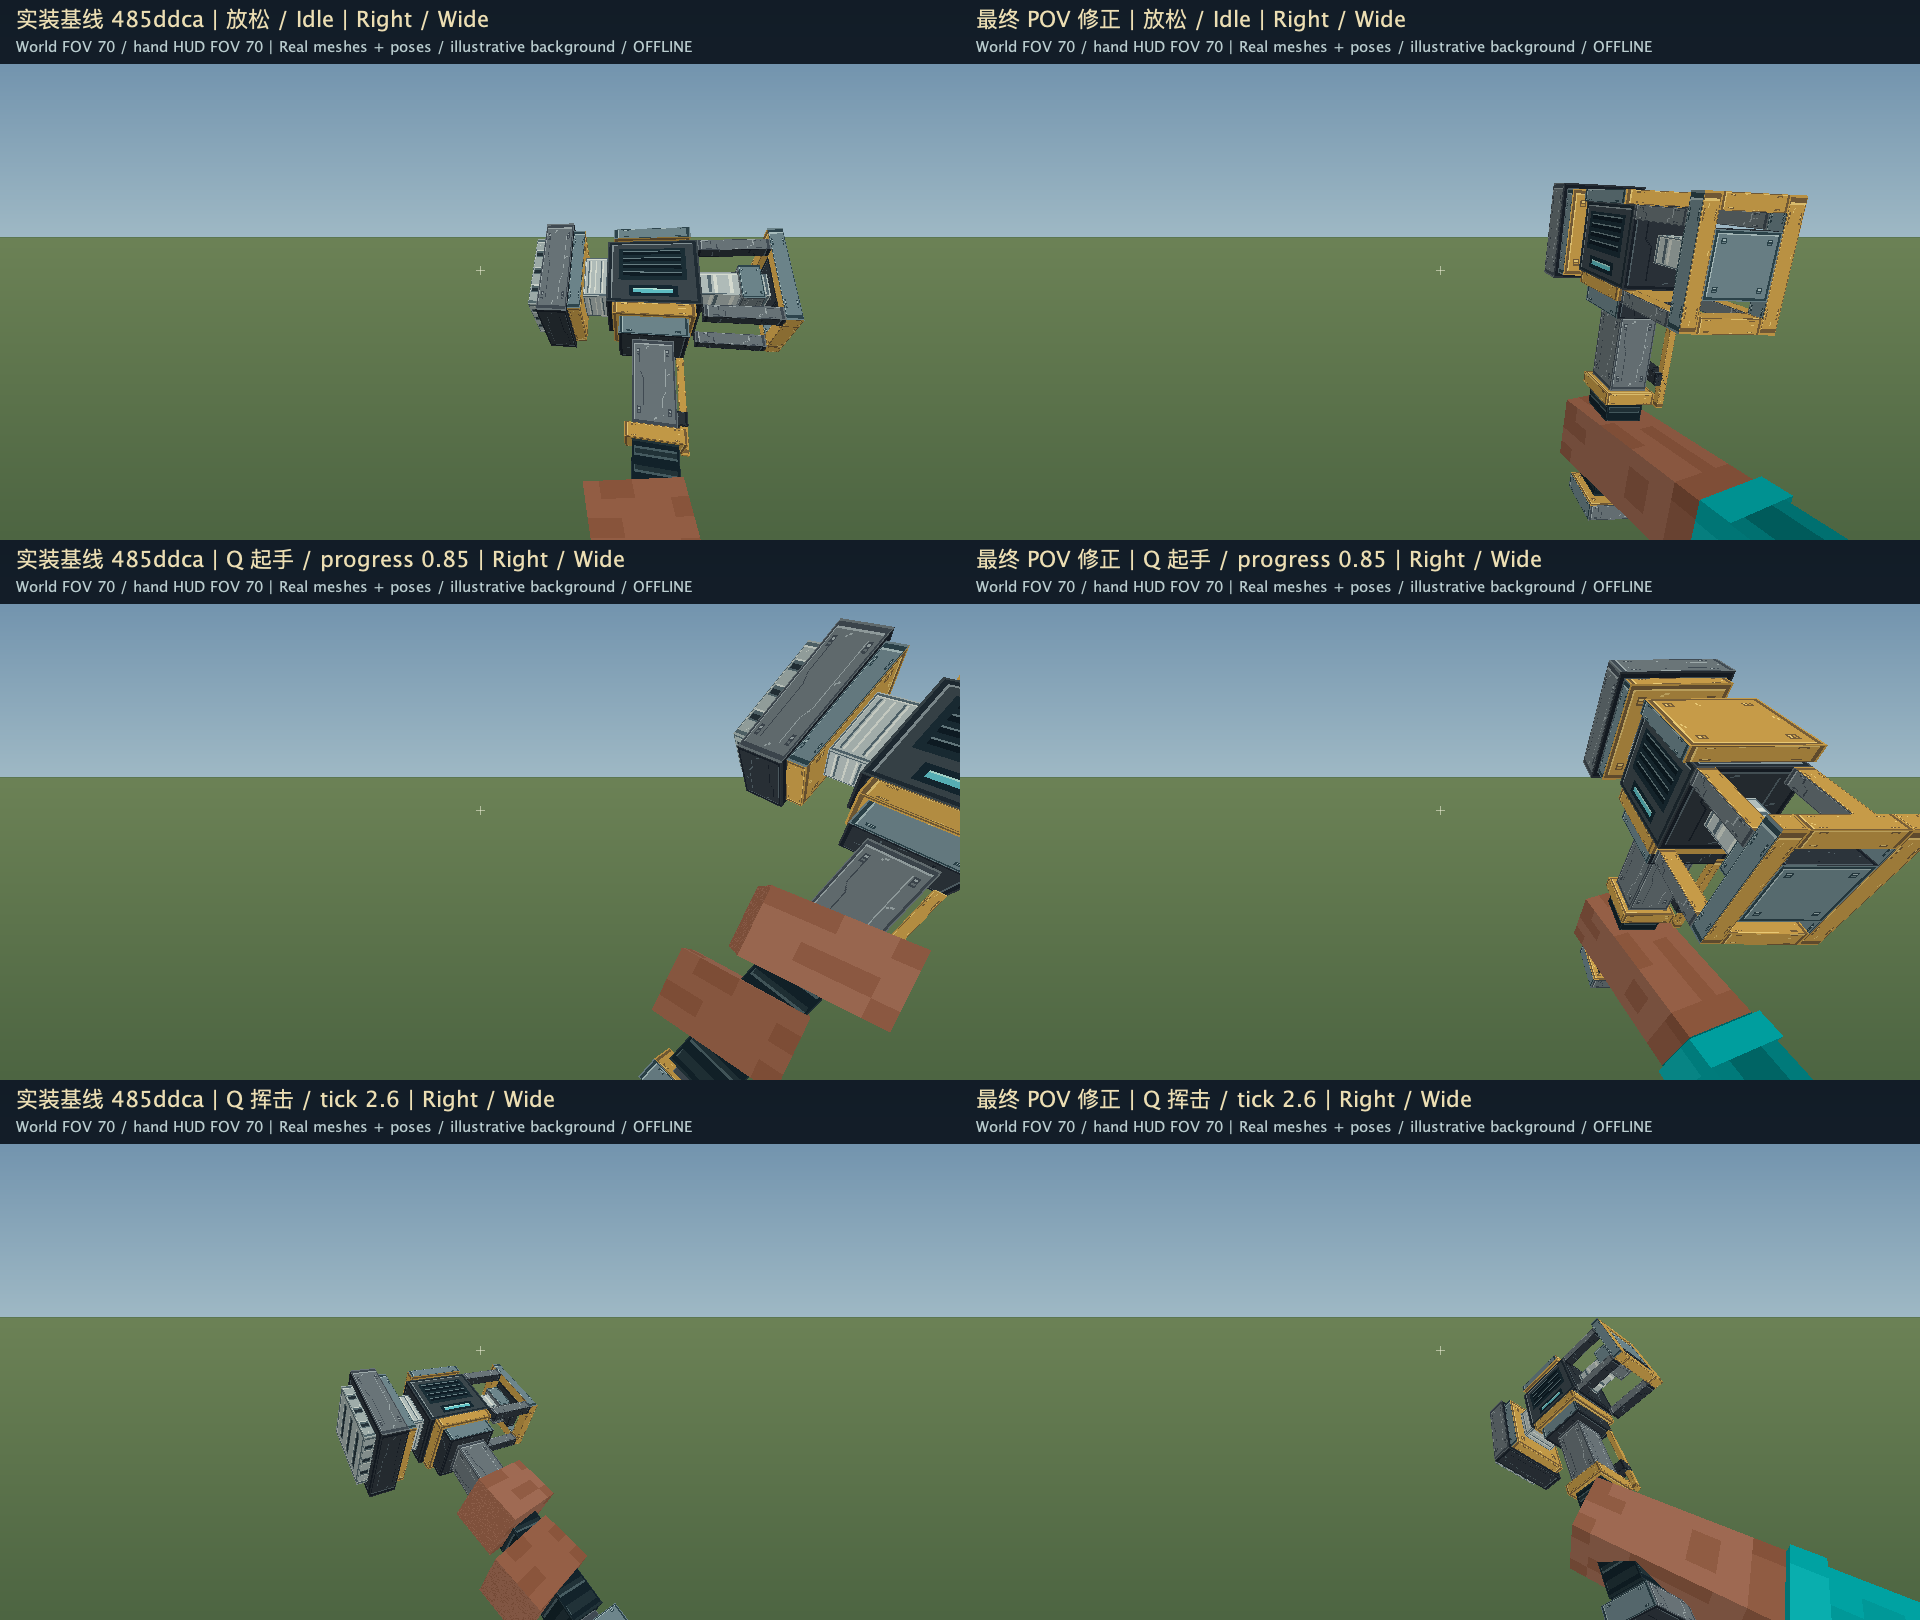 实装基线 485ddca | 放松 / Idle | Right / Wide
World FOV 70 / hand HUD FOV 70 | Real meshes + poses / illustrative background / OFFLINE
最终 POV 修正 | 放松 / Idle | Right / Wide
World FOV 70 / hand HUD FOV 70 | Real meshes + poses / illustrative background / OFFLINE
实装基线 485ddca | Q 起手 / progress 0.85 | Right / Wide
World FOV 70 / hand HUD FOV 70 | Real meshes + poses / illustrative background / OFFLINE
最终 POV 修正 | Q 起手 / progress 0.85 | Right / Wide
World FOV 70 / hand HUD FOV 70 | Real meshes + poses / illustrative background / OFFLINE
实装基线 485ddca | Q 挥击 / tick 2.6 | Right / Wide
World FOV 70 / hand HUD FOV 70 | Real meshes + poses / illustrative background / OFFLINE
最终 POV 修正 | Q 挥击 / tick 2.6 | Right / Wide
World FOV 70 / hand HUD FOV 70 | Real meshes + poses / illustrative background / OFFLINE